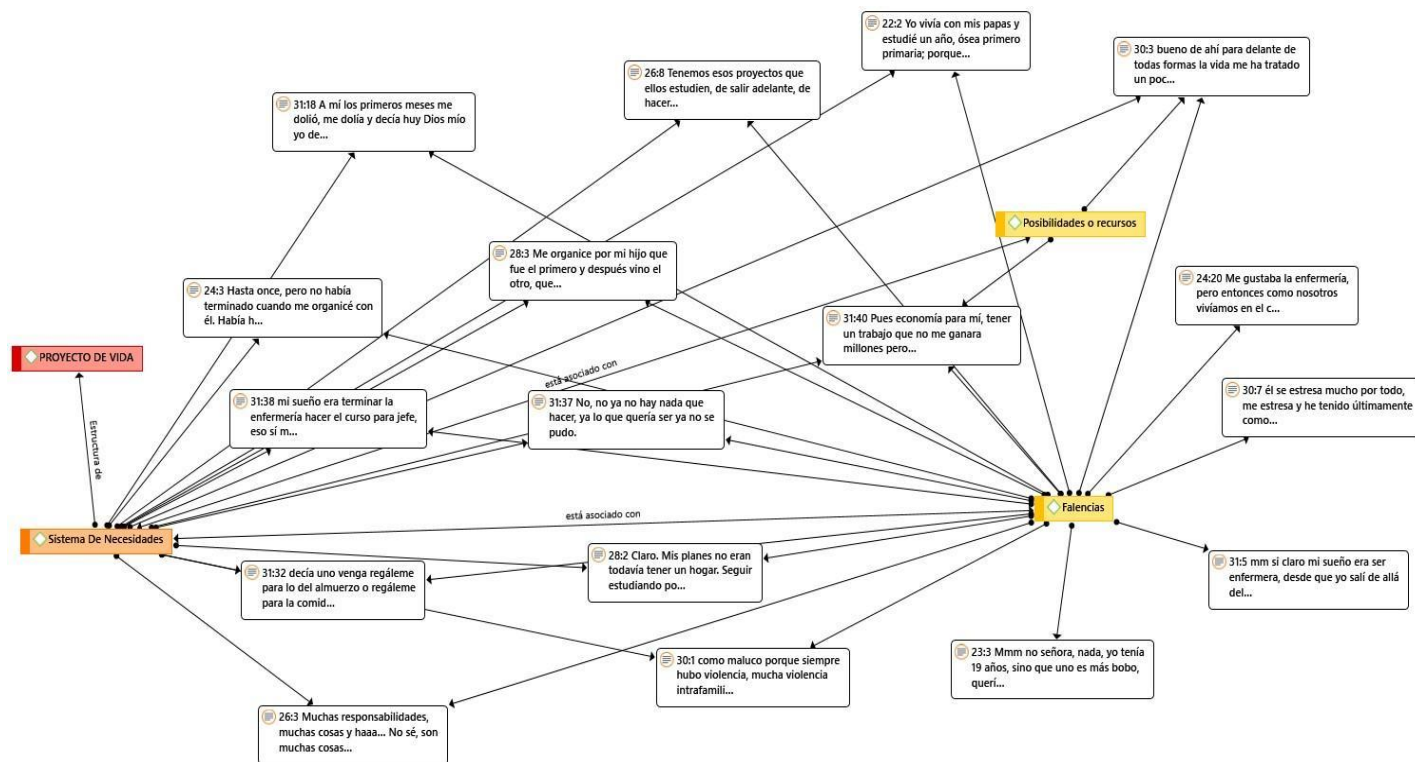 22:2 Yo vivía con mis papas y
estudié un año, ósea primero
primaria; porque...
30:3 bueno de ahí para delante de
todas formas la vida me ha tratado
un poc...
26:8 Tenemos esos proyectos que
ellos estudien, de salir adelante, de
hacer...
31:18 A mí los primeros meses me
dolió, me dolía y decía huy Dios mío
yo de...
Posibilidades o recursos
28:3 Me organice por mi hijo que
fue el primero y después vino el
otro, que...
24:20 Me gustaba la enfermería,
pero entonces como nosotros
vivíamos en el c...
24:3 Hasta once, pero no había
terminado cuando me organicé con
él. Había h...
31:40 Pues economía para mí, tener
un trabajo que no me ganara
millones pero...
PROYECTO DE VIDA
está asociado con
31:38 mi sueño era terminar la
enfermería hacer el curso para jefe,
eso sí m...
31:37 No, no ya no hay nada que
hacer, ya lo que quería ser ya no se
pudo.
30:7 él se estresa mucho por todo,
me estresa y he tenido últimamente
como...
Estructura de
Falencias
está asociado con
Sistema De Necesidades
28:2 Claro. Mis planes no eran
todavía tener un hogar. Seguir
estudiando po...
31:5 mm si claro mi sueño era ser
enfermera, desde que yo salí de allá
del...
31:32 decía uno venga regáleme
para lo del almuerzo o regáleme
para la comid...
30:1 como maluco porque siempre
hubo violencia, mucha violencia
intrafamili...
23:3 Mmm no señora, nada, yo tenía
19 años, sino que uno es más bobo,
querí...
26:3 Muchas responsabilidades,
muchas cosas y haaa... No sé, son
muchas cosas...